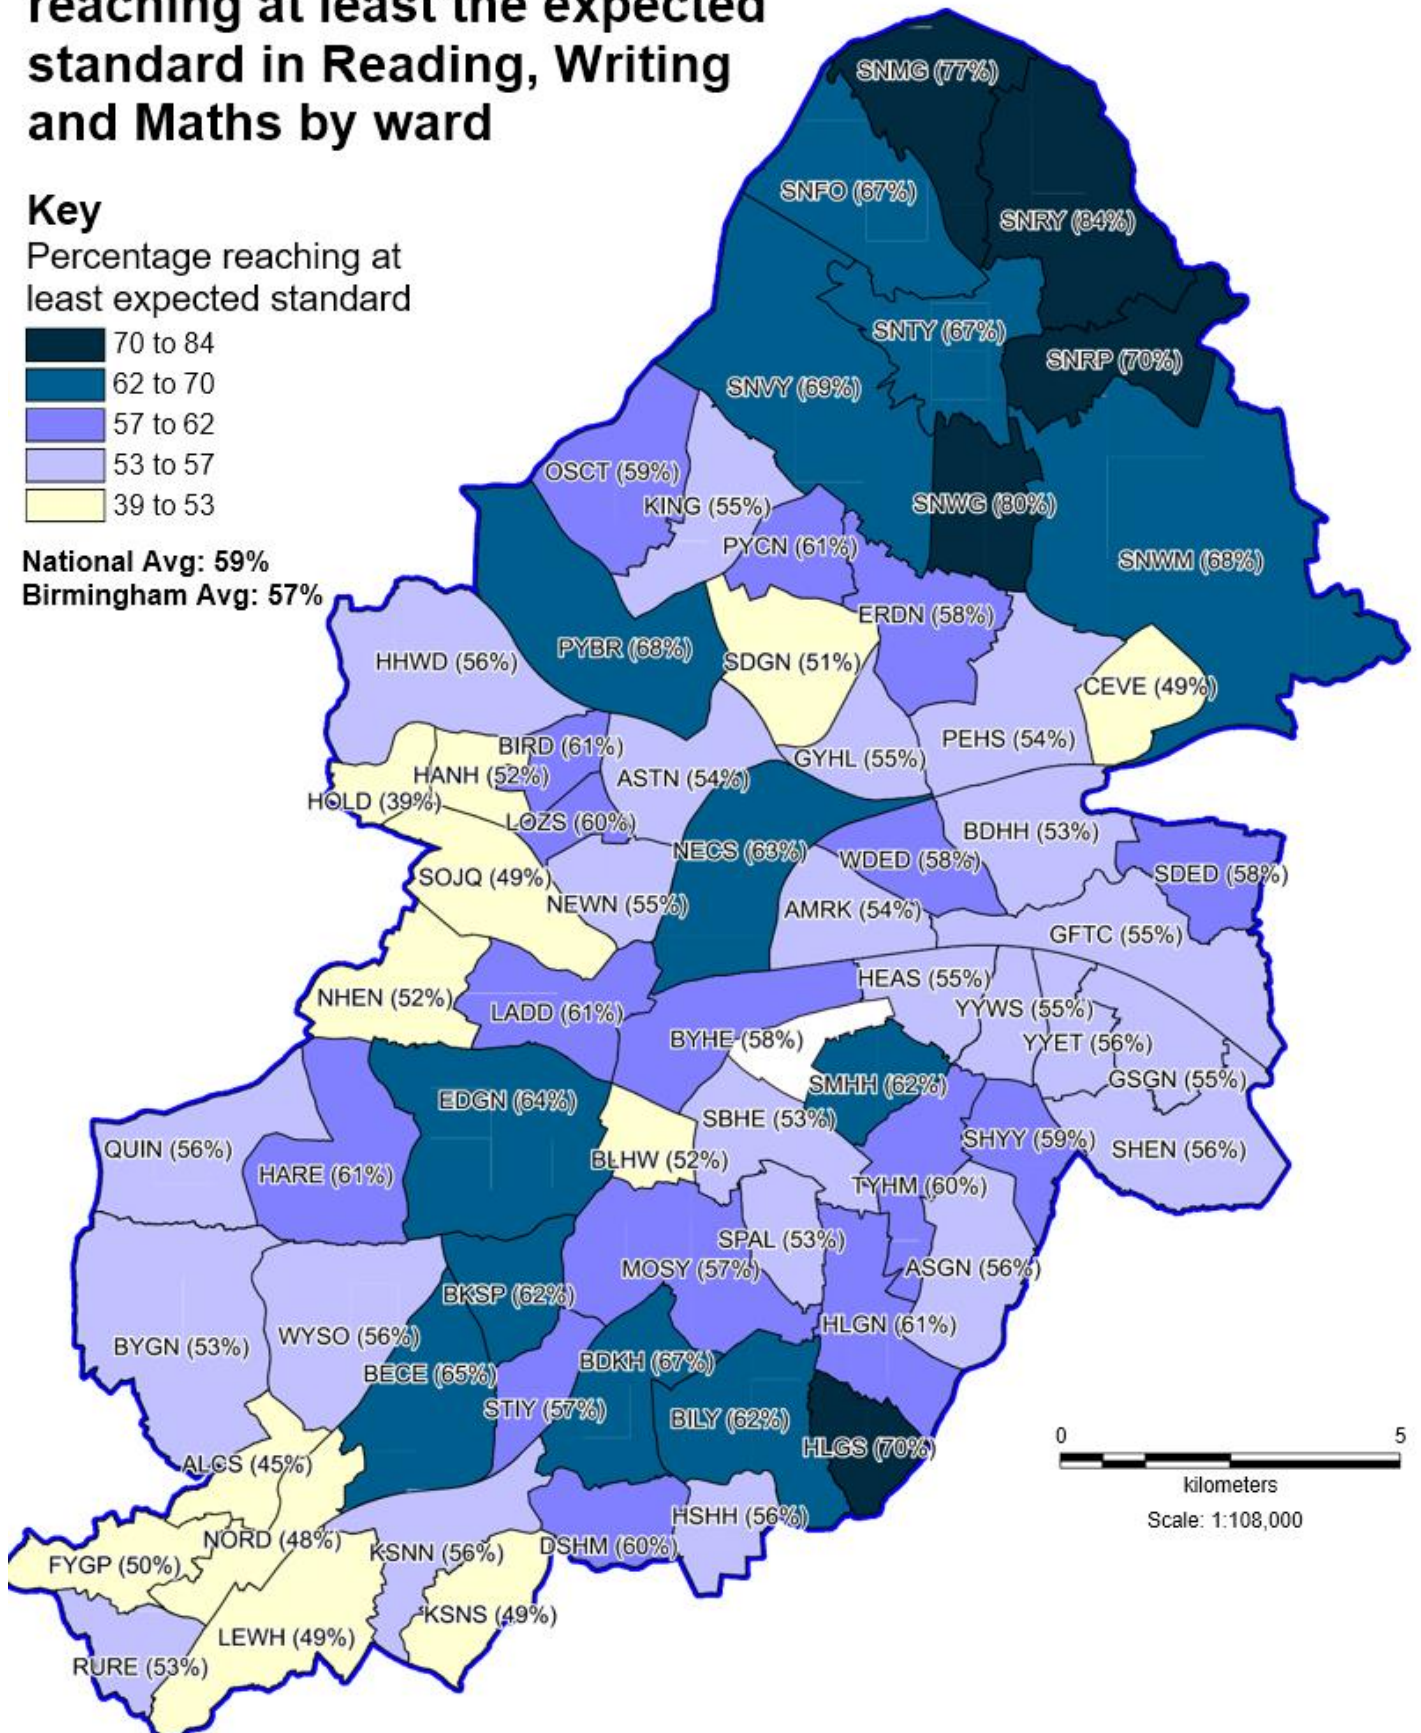 reaching at least the expected
standard in Reading, Writing
and Maths by ward
Key
Percentage reaching at
least expected standard
70 to 84
62 to 70
57 to 62
53 to 57
39 to 53
National Avg: 59%
Birmingham Avg: 57%
SNMG (77%)
SNFO (67%)
SNRY (84%)
SNTY (67%)
SNRP (70%)
SNVY (69%)
OSCT (59%)
KING (55%)
SNWG (80%)
PYCN (61%)
SNWM (68%)
ERDN (58%)
PYBR (68%)
HHWD (56%)
SDGN (51%)
CEVE (49%)
PEHS (54%)
BIRD (61%)
GYHL (55%)
HANH (52%)
ASTN (54%)
HOLD (39%)
LOZS (60%)
BDHH (53%)
NECS (63%)
WDED (58%)
SDED (58%)
SOJQ (49%)
NEWN (55%)
AMRK (54%)
GFTC (55%)
HEAS (55%)
NHEN (52%)
LADD (61%)
YYWS (55%)
BYHE (58%)
YYET (56%)
GSGN (55%)
SMHH (62%)
EDGN (64%)
SBHE (53%)
SHYY (59%)
QUIN (56%)
SHEN (56%)
BLHW (52%)
HARE (61%)
TYHM (60%)
SPAL (53%)
MOSY (57%)
ASGN (56%)
BKSP (62%)
HLGN (61%)
WYSO (56%)
BYGN (53%)
BDKH (67%)
BECE (65%)
STIY (57%)
BILY (62%)
HLGS (70%)
ALCS (45%)
HSHH (56%)
NORD (48%)
DSHM (60%)
KSNN (56%)
FYGP (50%)
KSNS (49%)
LEWH (49%)
RURE (53%)
0 5
kilometers
Scale: 1:108,000